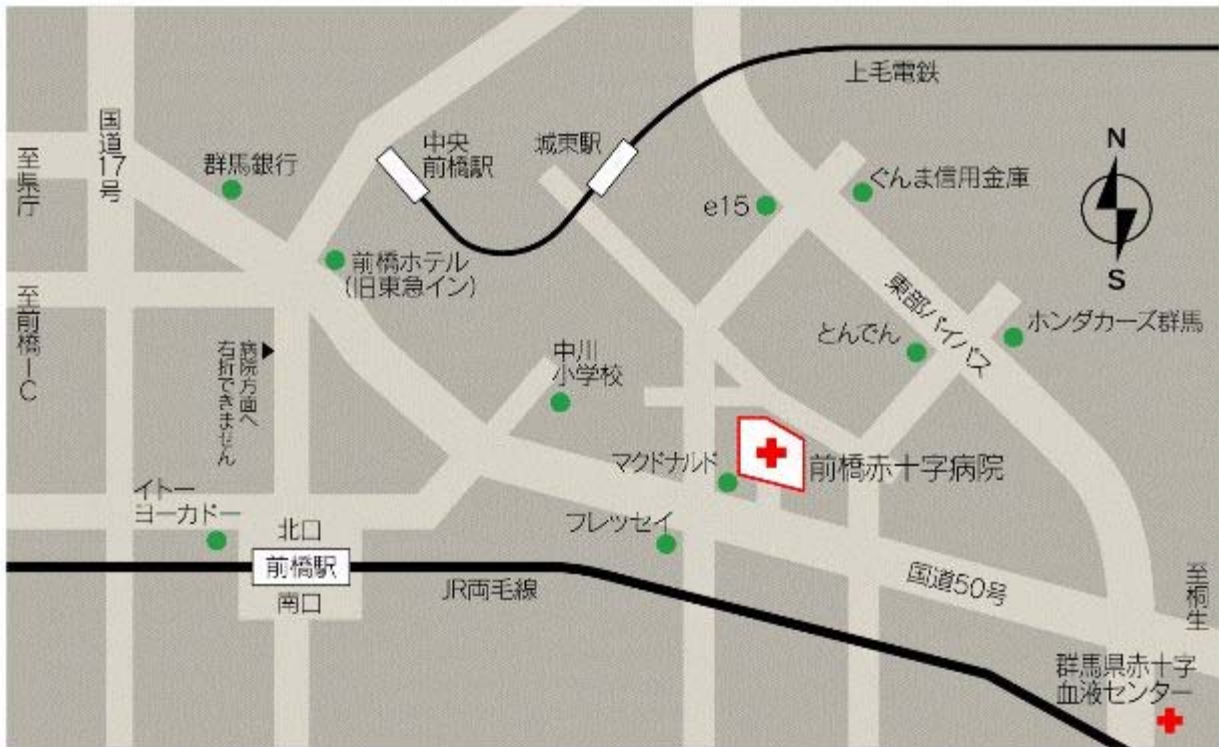 上毛電鉄
国道17号
至県庁
群馬銀行
中央
前橋駅
城東駅
N
S
ぐんま信用金庫
e15
前橋ホテル
(旧東急イン)
至前橋IC
病院方面へ
右折できません
中川
小学校
東部バイパス
とんでん
ホンダカーズ群馬
マクドナルド
前橋赤十字病院
イトー
ヨーカドー
北口
前橋駅
南口
フレッセイ
JR両毛線
国道50号
至桐生
群馬県赤十字
血液センター